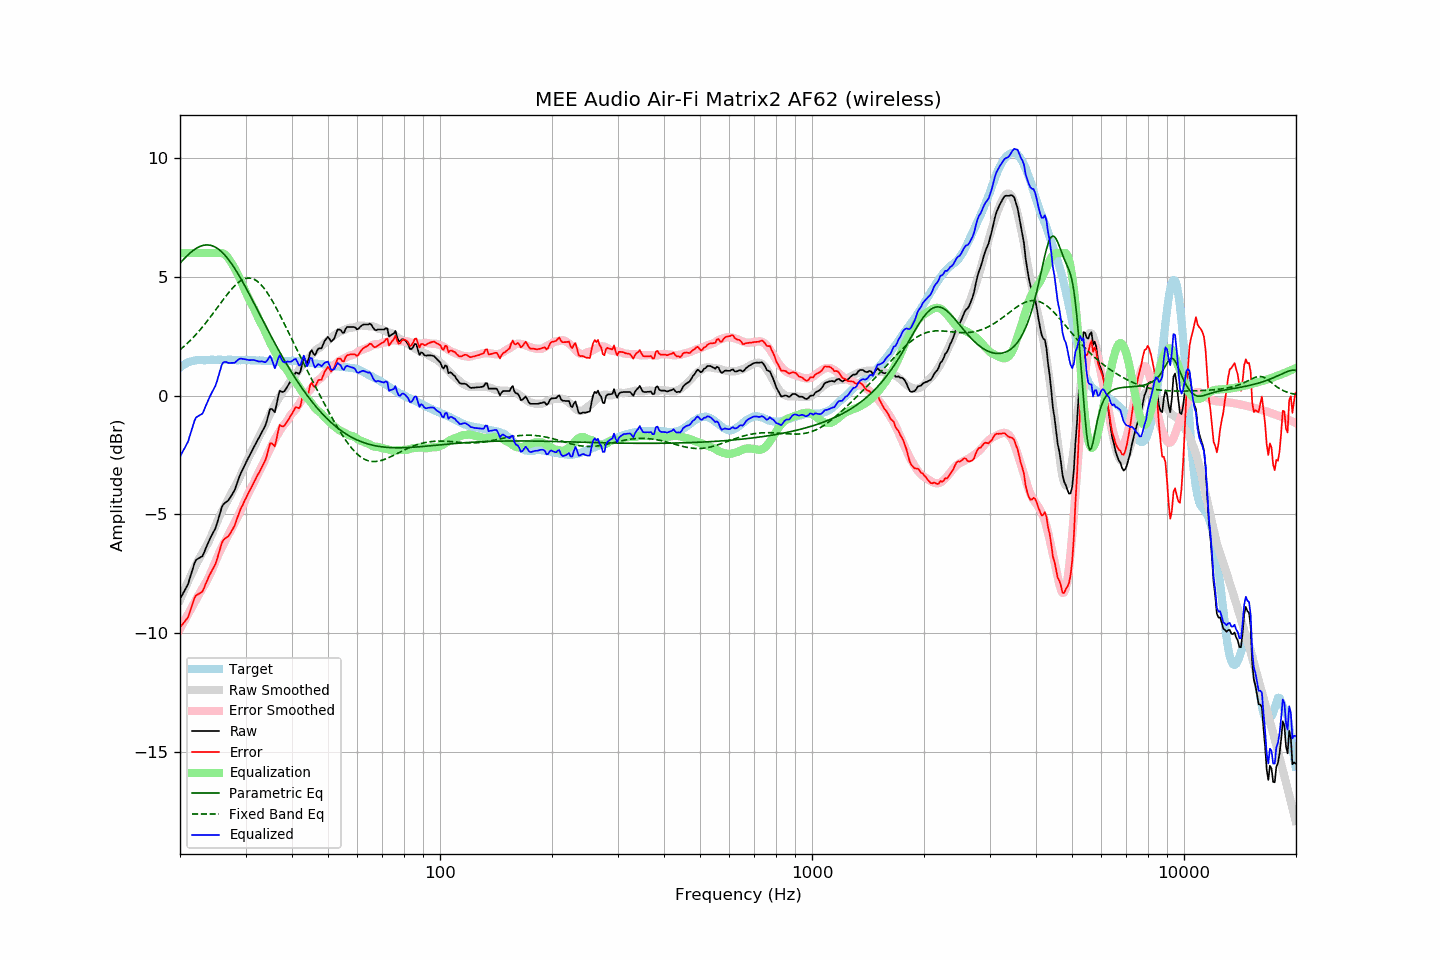 MEE Audio Air-Fi Matrix2 AF62 (wireless)
10
5
0
−5
−10
−15
Amplitude (dBr)
Target
Raw Smoothed
Error Smoothed
Raw
Error
Equalization
Parametric Eq
Fixed Band Eq
Equalized
100
1000
10000
Frequency (Hz)